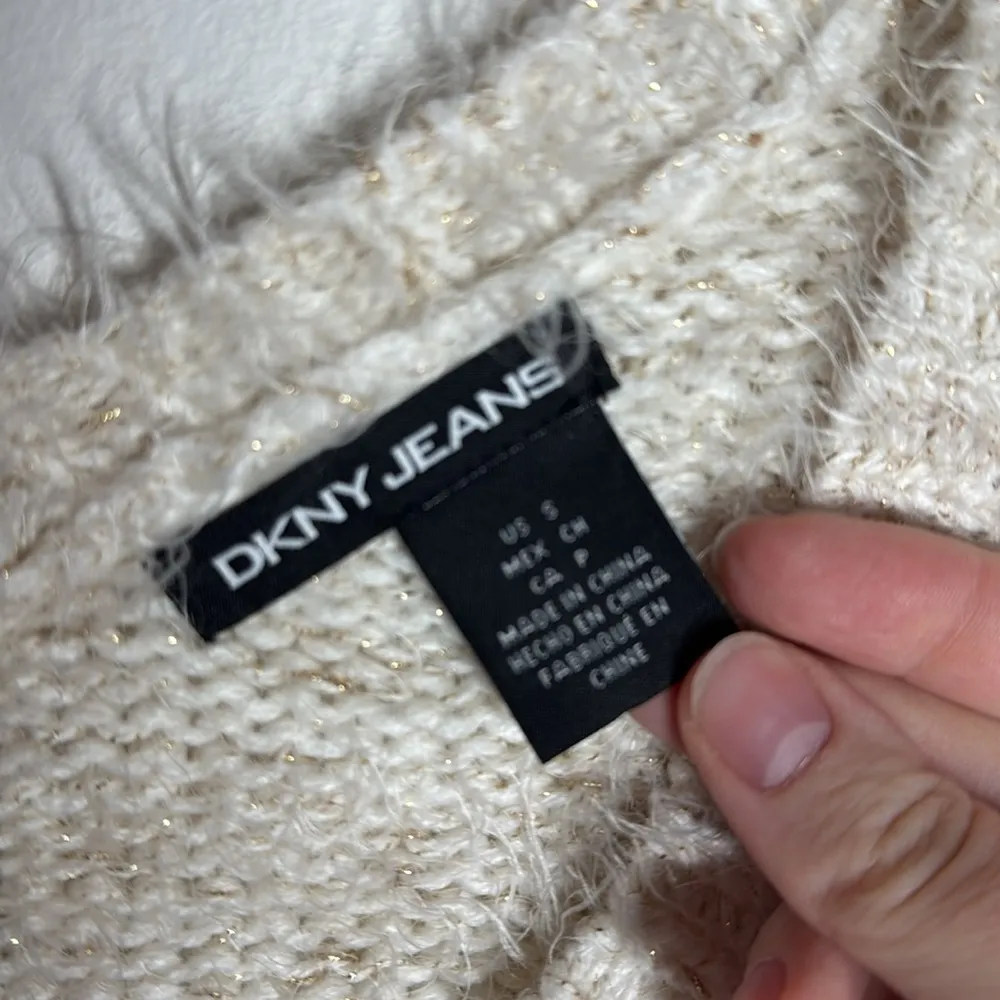 DKNY JEANS
US S
MEX CH
CA P
MADE IN CHINA
HECHO EN CHINA
FABRIQUÉ EN
CHINE